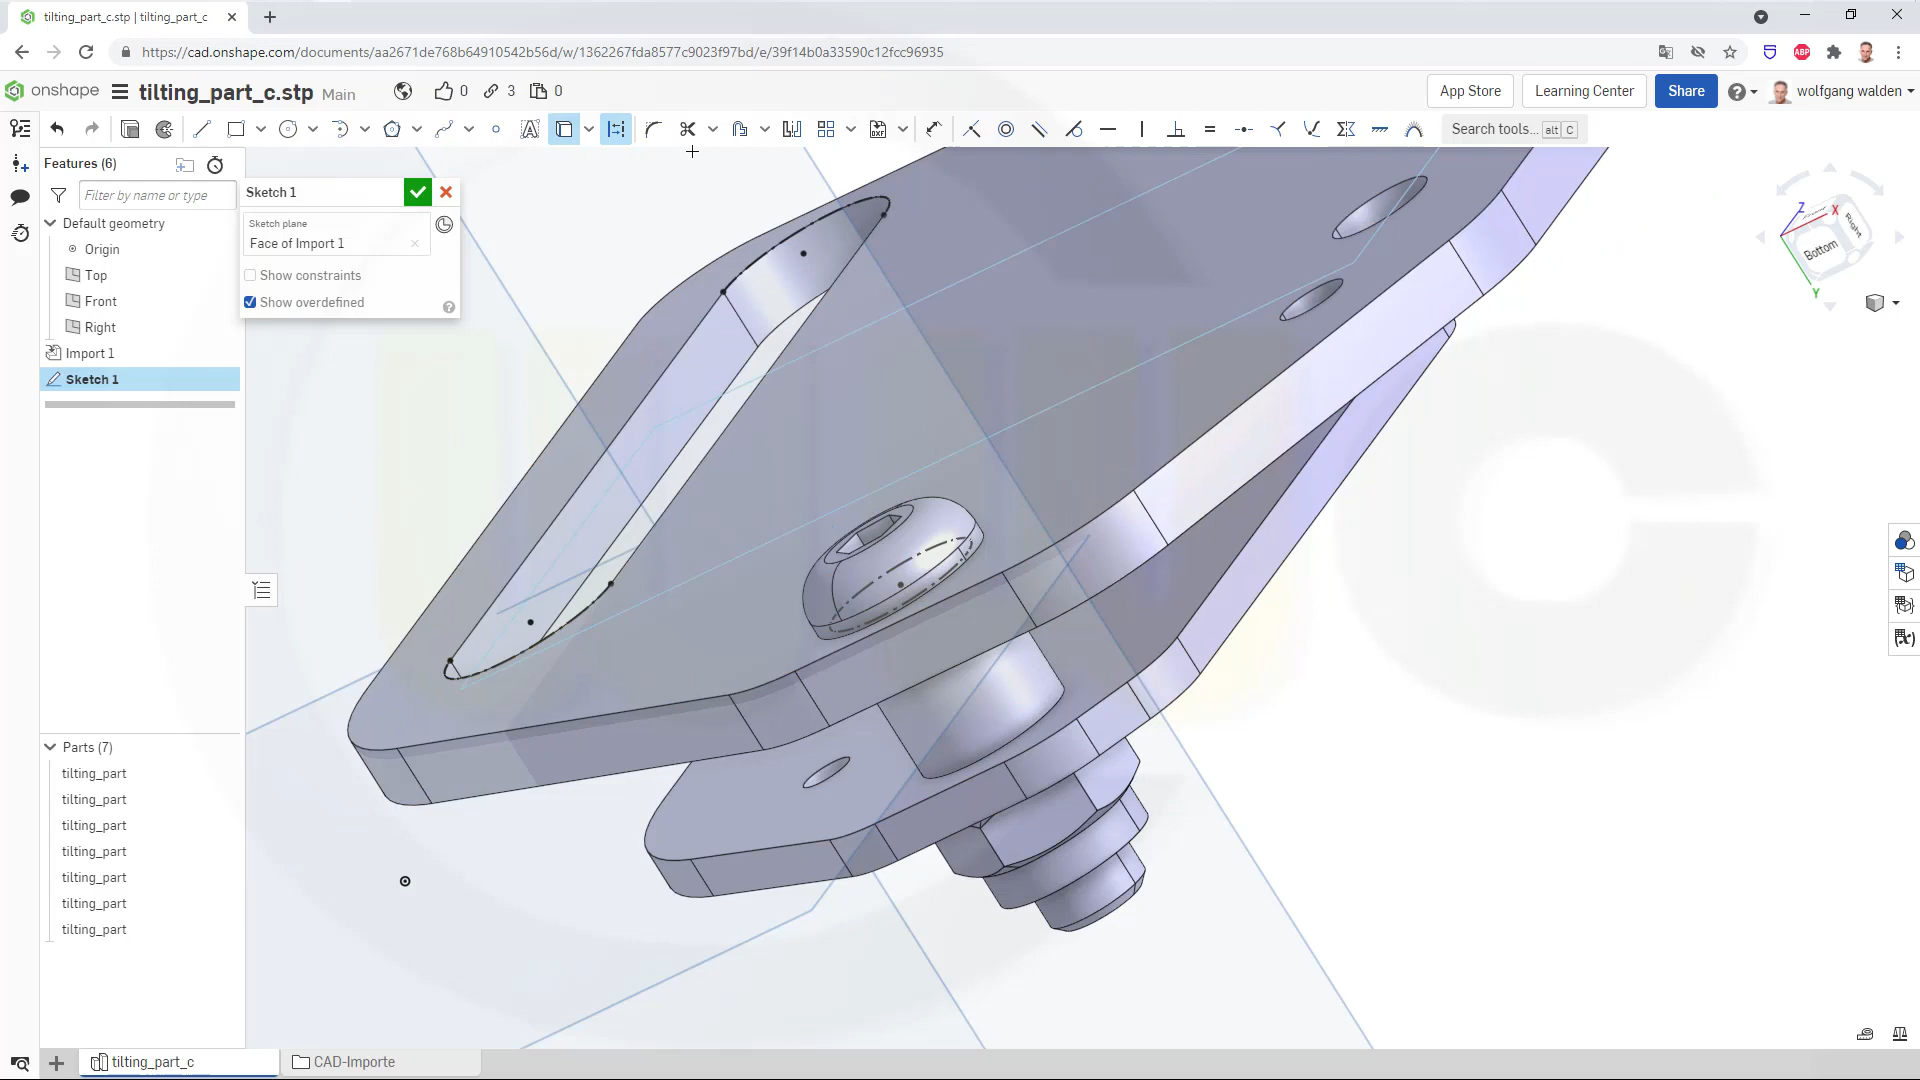 tilting_part_c.stp | tilting_part_c
https://cad.onshape.com/documents/aa2671de768b64910542b56d/w/1362267fda8577c9023f97bd/e/39f14b0a33590c12fcc96935
ABP
onshape
tilting_part_c.stp Main
0
3
0
App Store
Learning Center
Share
wolfgang walden
A
DXF
Search tools... alt C
Features (6)
Filter by name or type
Default geometry
Origin
Top
Front
Right
Import 1
Sketch 1
Sketch 1
Sketch plane
Face of Import 1
Show constraints
Show overdefined
Z
X
Right
Bottom
Y
Parts (7)
tilting_part
tilting_part
tilting_part
tilting_part
tilting_part
tilting_part
tilting_part
tilting_part_c
CAD-Importe